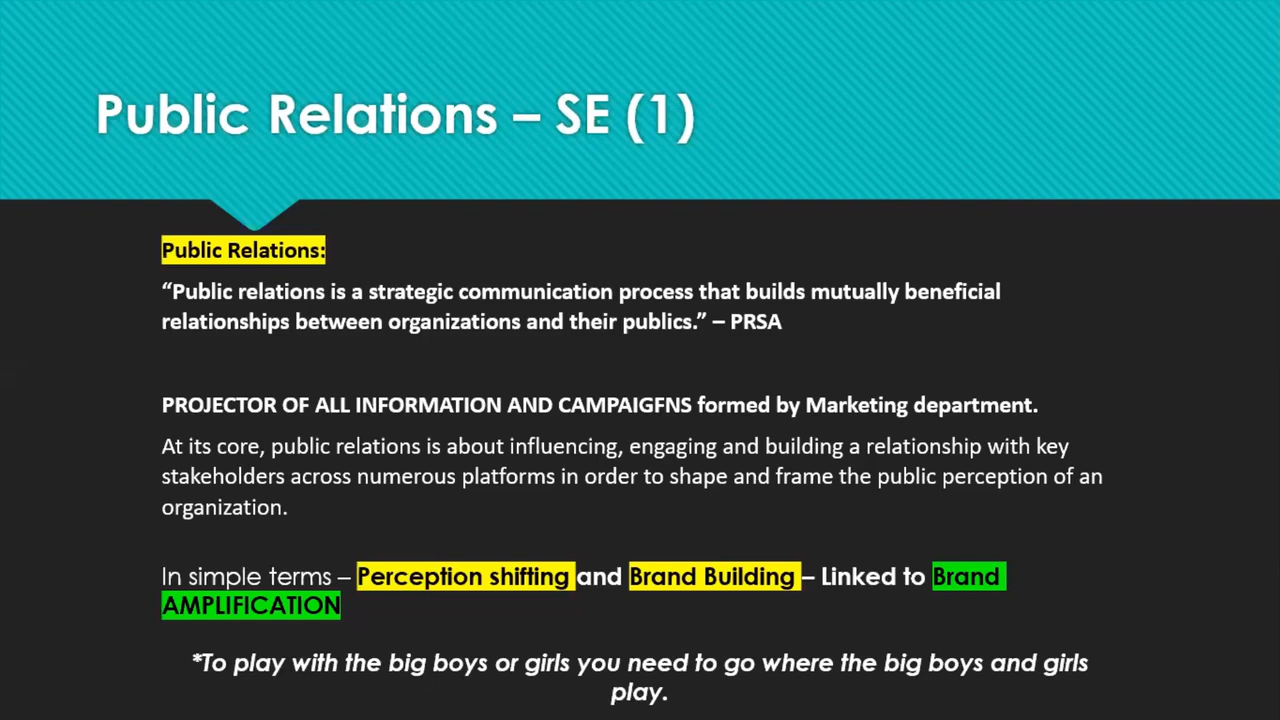 Public Relations – SE (1)
Public Relations:
“Public relations is a strategic communication process that builds mutually beneficial
relationships between organizations and their publics.” – PRSA
PROJECTOR OF ALL INFORMATION AND CAMPAIGFNS formed by Marketing department.
At its core, public relations is about influencing, engaging and building a relationship with key
stakeholders across numerous platforms in order to shape and frame the public perception of an
organization.
In simple terms – Perception shifting and Brand Building – Linked to Brand
AMPLIFICATION
*To play with the big boys or girls you need to go where the big boys and girls
play.